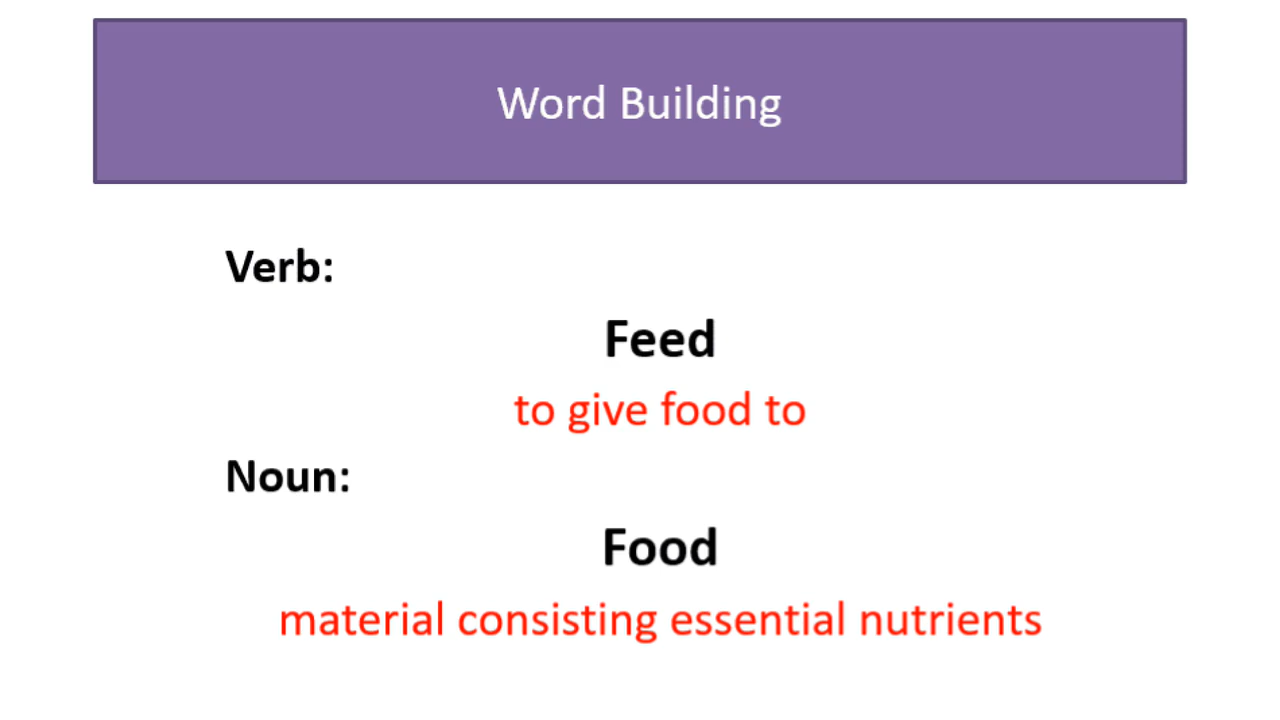 Word Building
Verb:
Feed
to give food to
Noun:
Food
material consisting essential nutrients